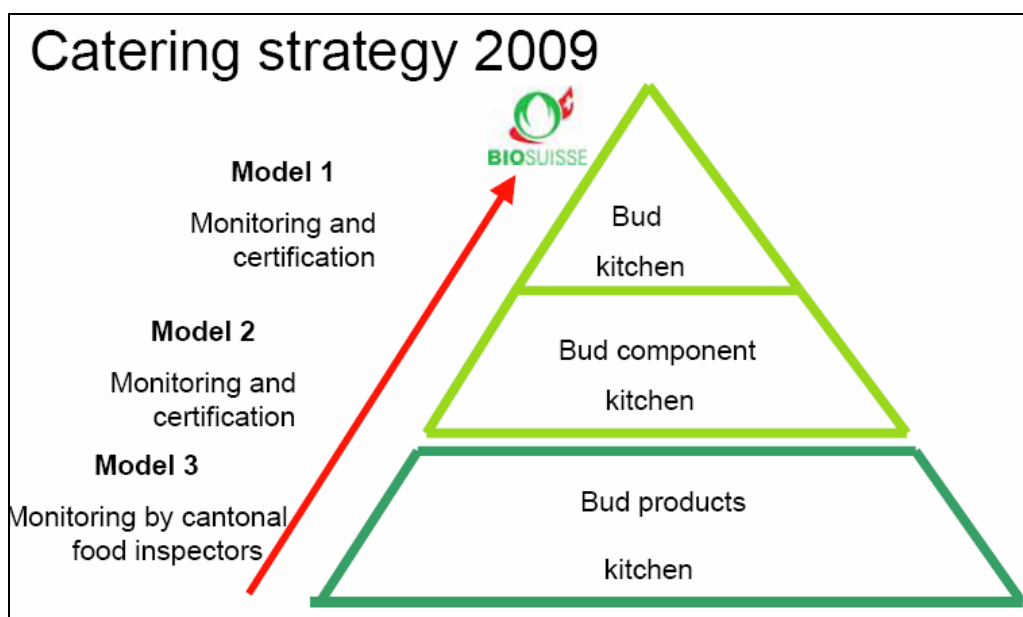 Catering strategy 2009
BIOSUISSE
Model 1
Monitoring and
certification
Bud
kitchen
Model 2
Monitoring and
certification
Bud component
kitchen
Model 3
Monitoring by cantonal
food inspectors
Bud products
kitchen